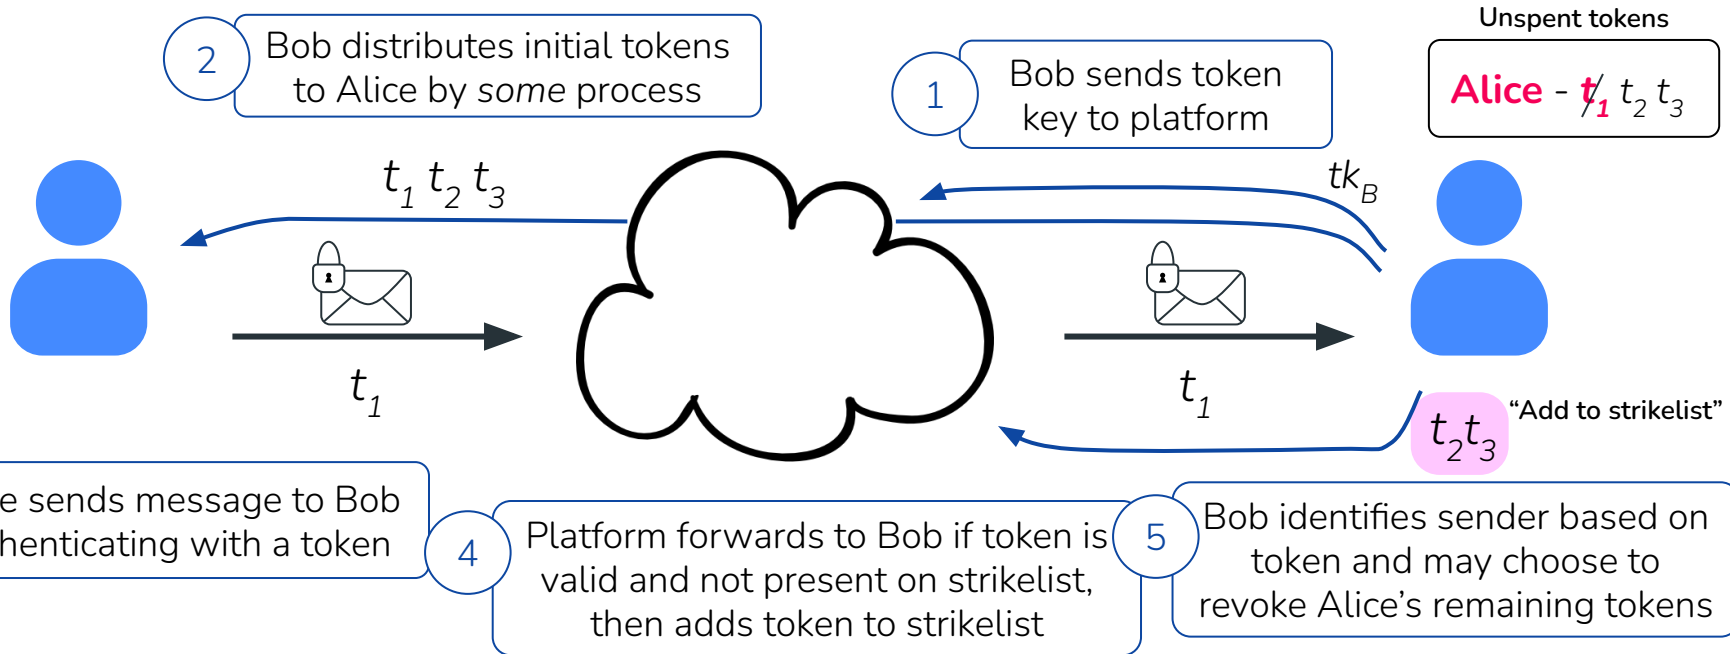 Unspent tokens
2
Bob distributes initial tokens
to Alice by some process
1
Bob sends token
key to platform
Alice - t1 t2 t3
t1 t2 t3
tkB
t1
t1
t2t3
“Add to strikelist”
e sends message to Bob
henticating with a token
4
Platform forwards to Bob if token is
valid and not present on strikelist,
then adds token to strikelist
5
Bob identifies sender based on
token and may choose to
revoke Alice’s remaining tokens